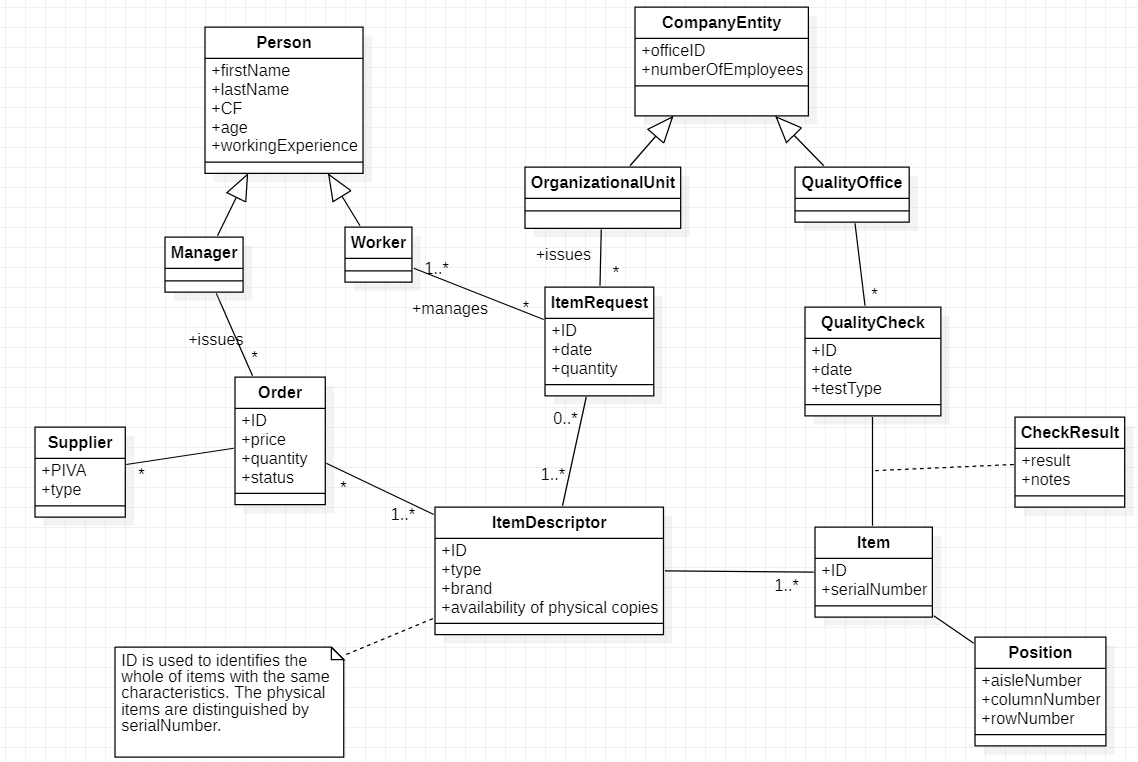 Person
+firstName
+lastName
+CF
+age
+workingExperience
CompanyEntity
+officeID
+numberOfEmployees
OrganizationalUnit
QualityOffice
Manager
Worker
+issues
*
1..*
+manages
*
ItemRequest
+ID
+date
+quantity
*
QualityCheck
+ID
+date
+testType
+issues
*
Order
+ID
+price
+quantity
+status
Supplier
+PIVA
+type
*
*
1..*
0..*
1..*
CheckResult
+result
+notes
ItemDescriptor
+ID
+type
+brand
+availability of physical copies
1..*
Item
+ID
+serialNumber
Position
+aisleNumber
+columnNumber
+rowNumber
ID is used to identifies the
whole of items with the same
characteristics. The physical
items are distinguished by
serialNumber.